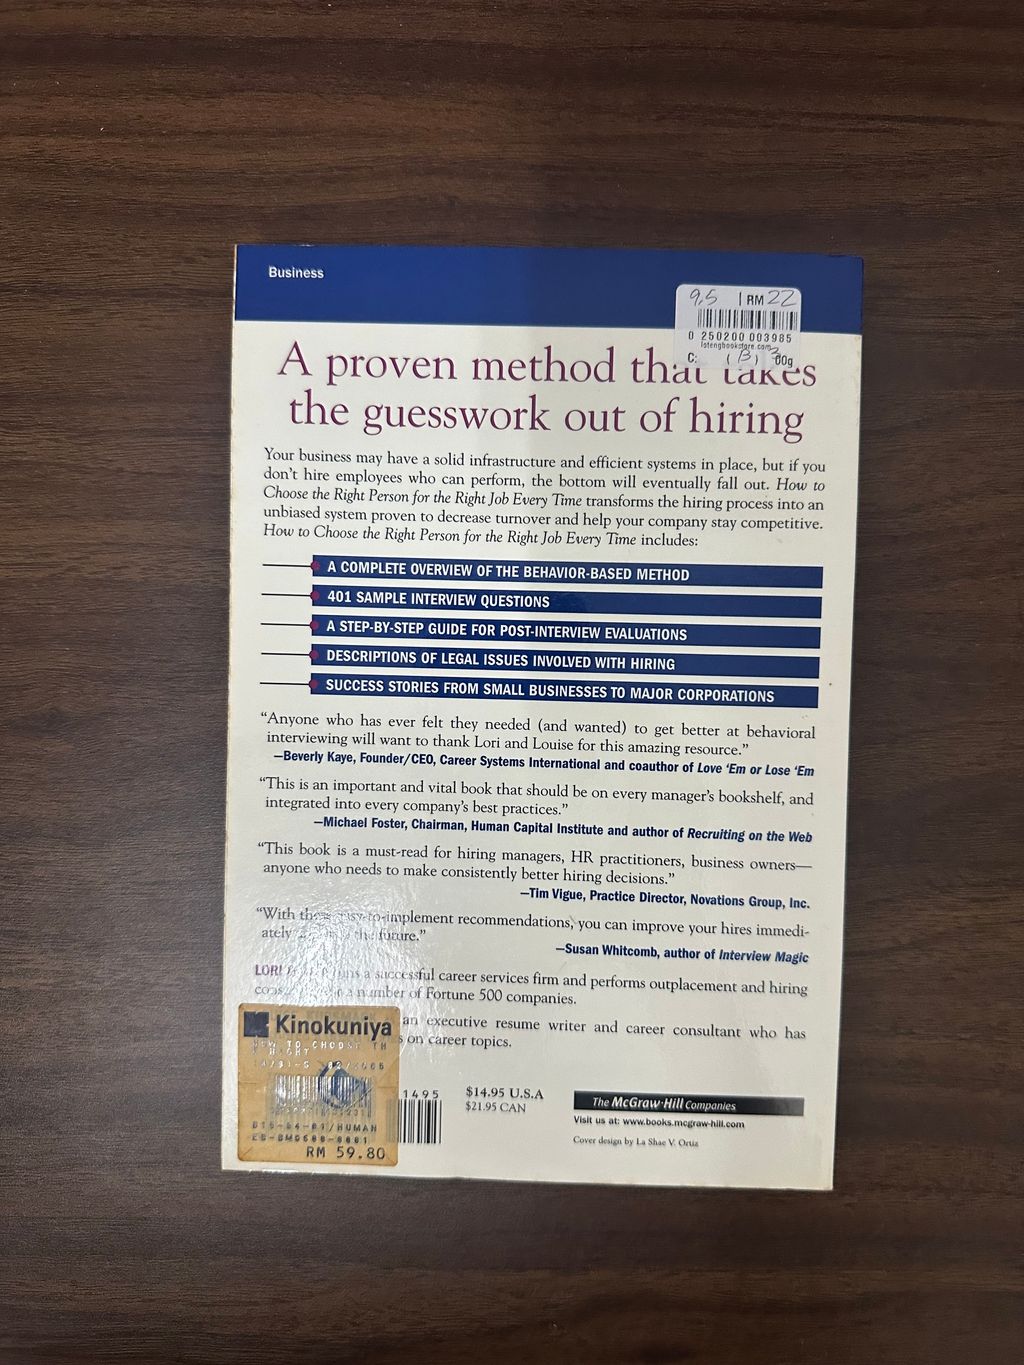 Business
9.5 | RM 22
0 250200 003985
C: (B) 00g
A proven method that takes
the guesswork out of hiring
Your business may have a solid infrastructure and efficient systems in place, but if you
don't hire employees who can perform, the bottom will eventually fall out. How to
Choose the Right Person for the Right Job Every Time transforms the hiring process into an
unbiased system proven to decrease turnover and help your company stay competitive.
How to Choose the Right Person for the Right Job Every Time includes:
A COMPLETE OVERVIEW OF THE BEHAVIOR-BASED METHOD
401 SAMPLE INTERVIEW QUESTIONS
A STEP-BY-STEP GUIDE FOR POST-INTERVIEW EVALUATIONS
DESCRIPTIONS OF LEGAL ISSUES INVOLVED WITH HIRING
SUCCESS STORIES FROM SMALL BUSINESSES TO MAJOR CORPORATIONS
“Anyone who has ever felt they needed (and wanted) to get better at behavioral
interviewing will want to thank Lori and Louise for this amazing resource.”
—Beverly Kaye, Founder/CEO, Career Systems International and coauthor of Love ‘Em or Lose ‘Em
“This is an important and vital book that should be on every manager's bookshelf, and
integrated into every company's best practices.”
—Michael Foster, Chairman, Human Capital Institute and author of Recruiting on the Web
“This book is a must-read for hiring managers, HR practitioners, business owners—
anyone who needs to make consistently better hiring decisions.”
—Tim Vigue, Practice Director, Novations Group, Inc.
“With these easy-to-implement recommendations, you can improve your hires immedi-
ately the future.”
—Susan Whitcomb, author of Interview Magic
LORI a successful career services firm and performs outplacement and hiring
a number of Fortune 500 companies.
an executive resume writer and career consultant who has
on career topics.
Kinokuniya
HOW TO CHOOSE TH
RIGHT
/HUMAN
RM 59.80
1495
$14.95 U.S.A
$21.95 CAN
The McGraw·Hill Companies
Visit us at: www.books.mcgraw-hill.com
Cover design by La Shae V. Ortiz